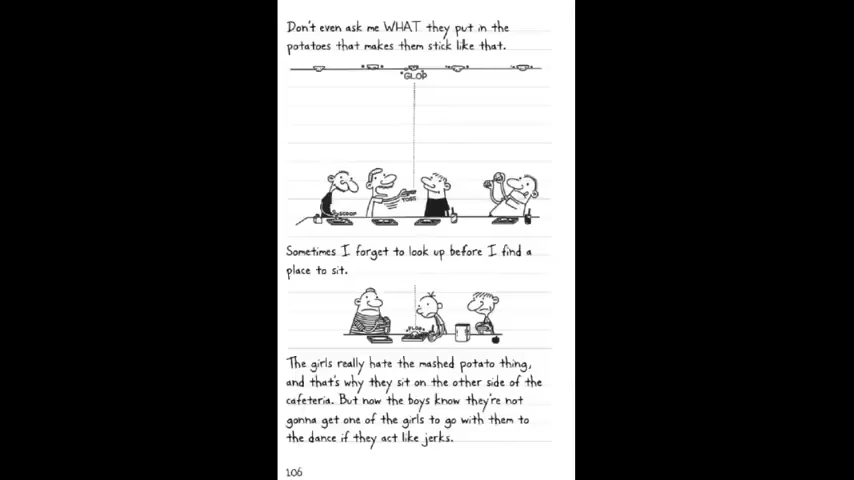 Don't even ask me WHAT they put in the
potatoes that makes them stick like that.
*GLOP*
SCOOP
TOSS
Sometimes I forget to look up before I find a
place to sit.
*PLOP*
The girls really hate the mashed potato thing,
and that's why they sit on the other side of the
cafeteria. But now the boys know they're not
gonna get one of the girls to go with them to
the dance if they act like jerks.
106